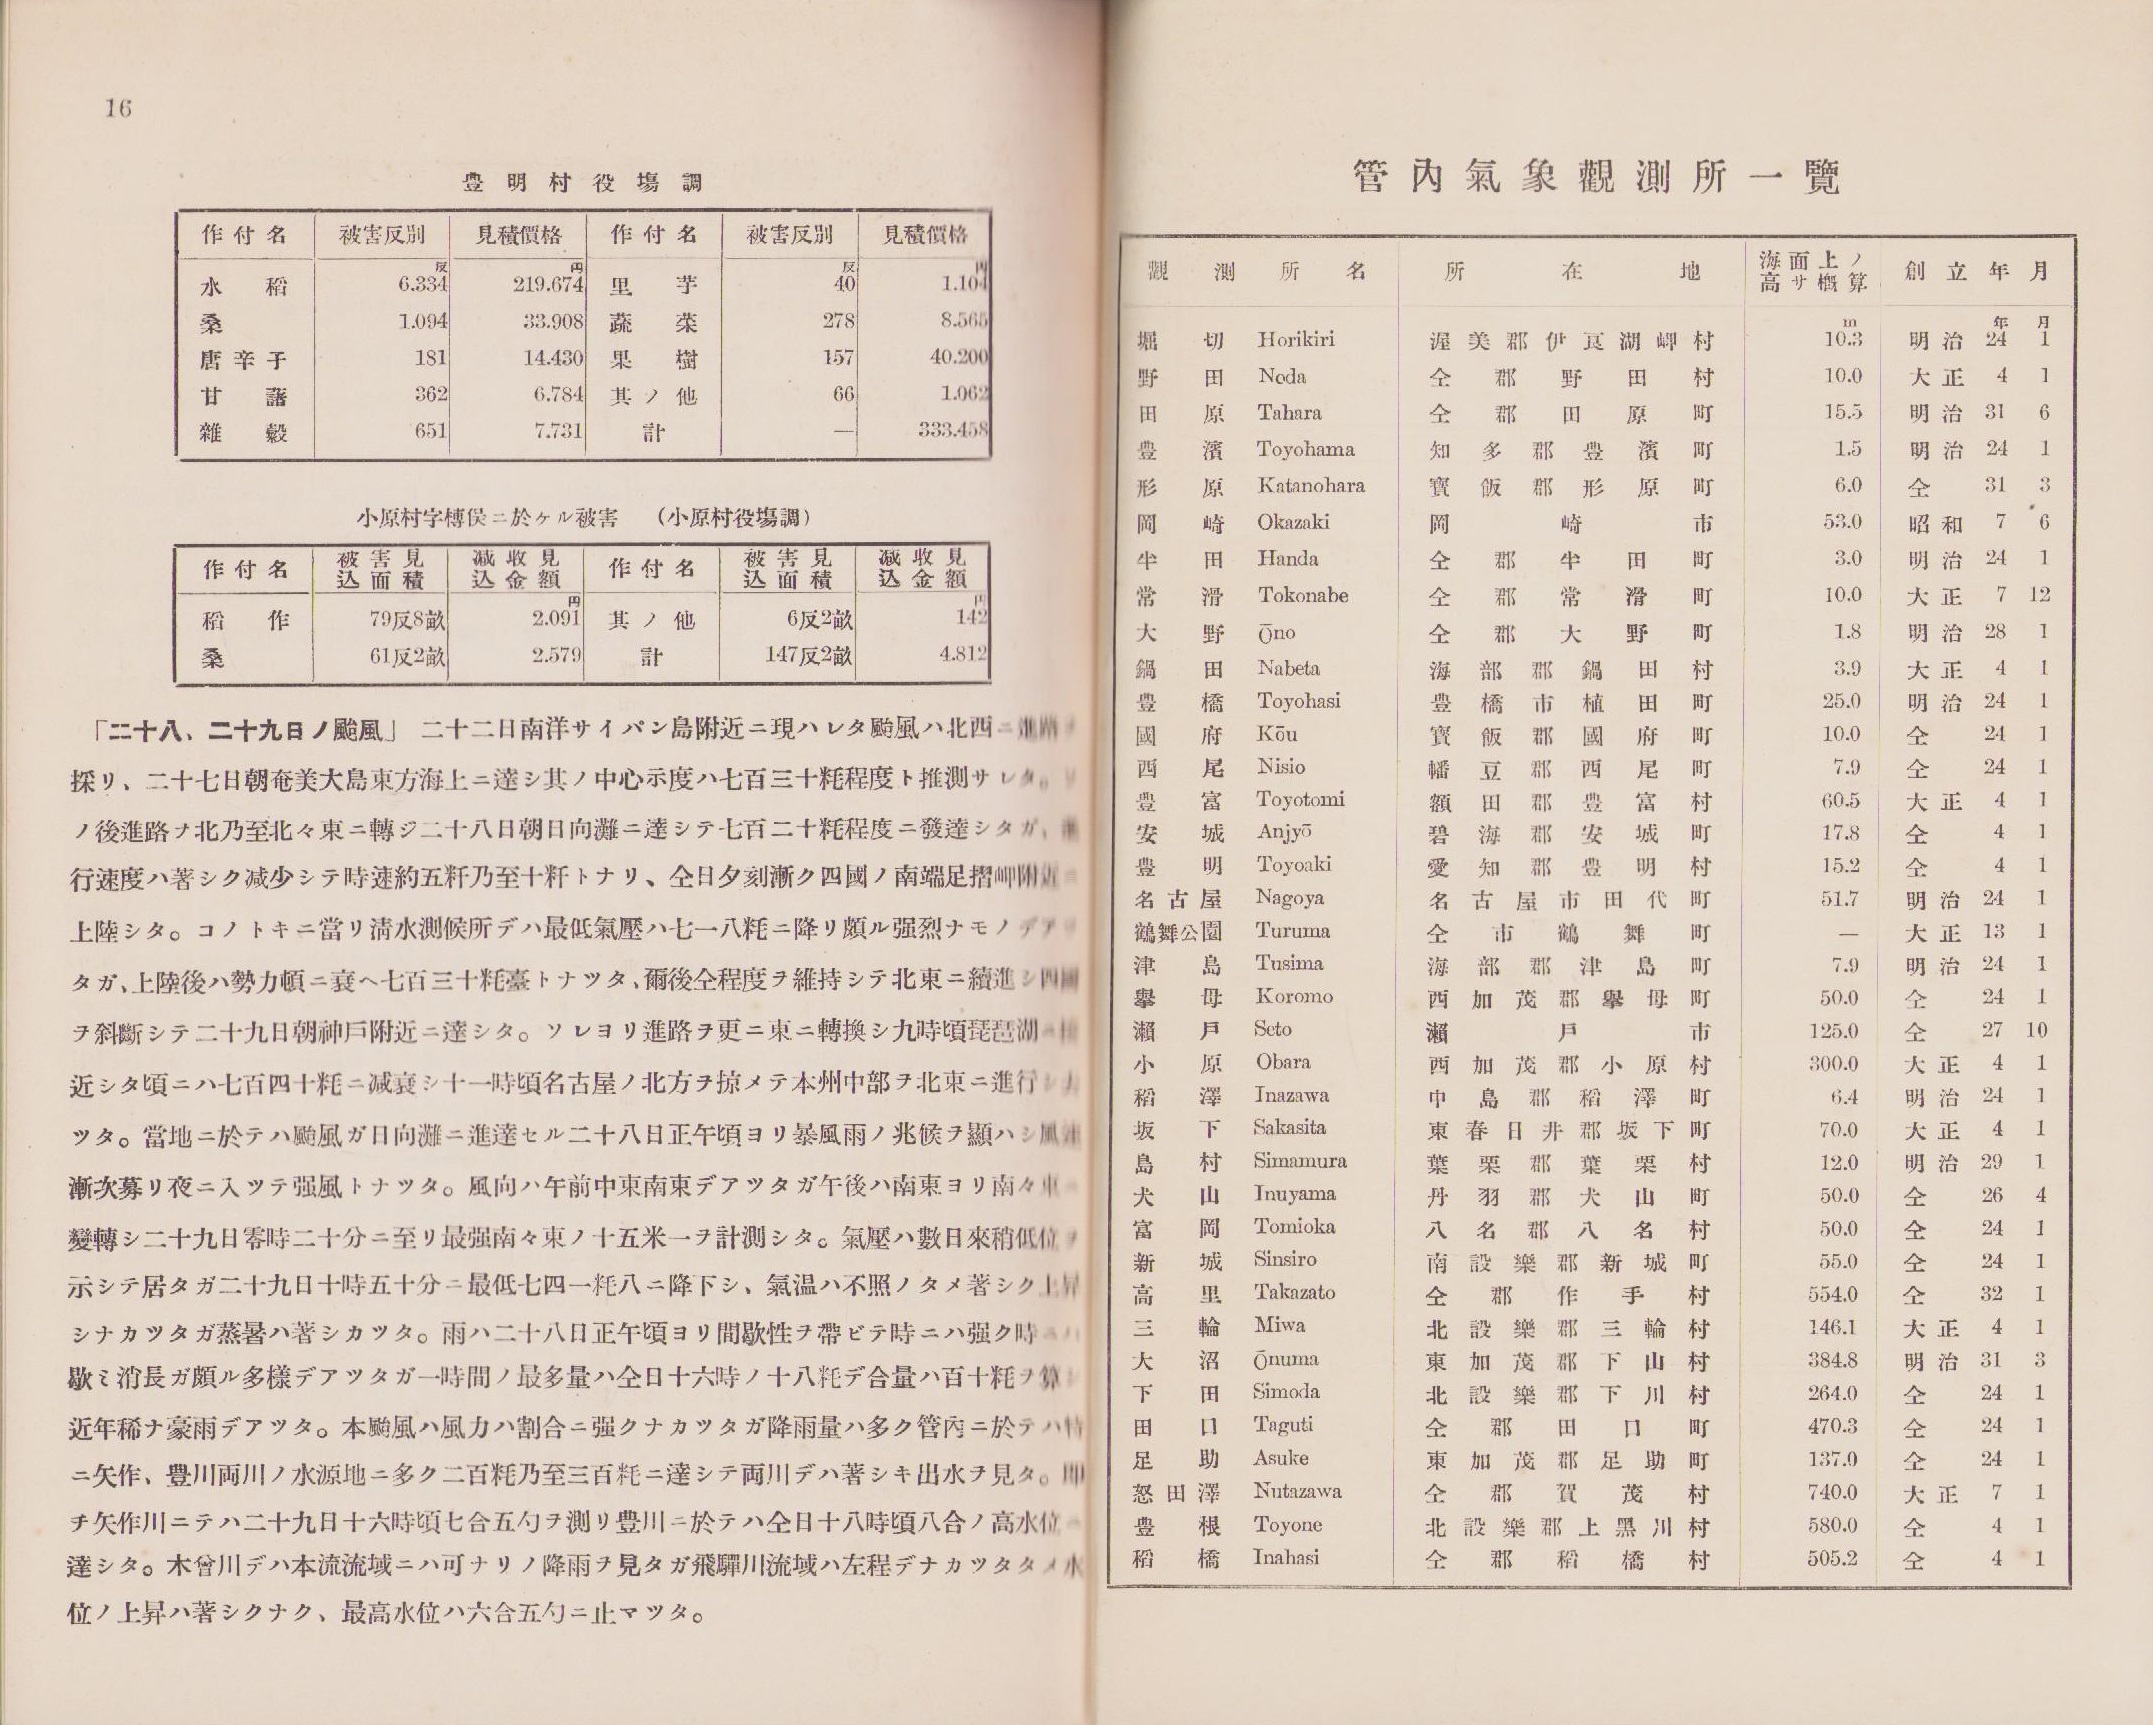 16
豊明村役塲調
作付名 被害反別 見積價格 作付名 被害反別 見積價格
反 円 反 円
水稻 6.334 219.674 里芋 40 1.104
桑 1.094 33.908 蔬菜 278 8.565
唐辛子 181 14.430 果樹 157 40.200
甘藷 362 6.784 其ノ他 66 1.062
雜穀 651 7.731 計 — 333.458
小原村字榑俣ニ於ケル被害 （小原村役塲調）
作付名 被害見込面積 減收見込金額 作付名 被害見込面積 減收見込金額
円 円
稻作 79反8畝 2.091 其ノ他 6反2畝 142
桑 61反2畝 2.579 計 147反2畝 4.812
「二十八、二十九日ノ颱風」 二十二日南洋サイパン島附近ニ現ハレタ颱風ハ北西ニ進路ヲ
採リ、二十七日朝奄美大島東方海上ニ達シ其ノ中心示度ハ七百三十粍程度ト推測サレタ。
ノ後進路ヲ北乃至北々東ニ轉ジ二十八日朝日向灘ニ達シテ七百二十粍程度ニ發達シタガ、
行速度ハ著シク減少シテ時速約五粁乃至十粁トナリ、仝日夕刻漸ク四國ノ南端足摺岬附近ニ
上陸シタ。コノトキニ當リ淸水測候所デハ最低氣壓ハ七一八粍ニ降リ頗ル强烈ナモノデアリ
タガ、上陸後ハ勢力頓ニ衰ヘ七百三十粍臺トナツタ、爾後仝程度ヲ維持シテ北東ニ續進シ四國
ヲ斜斷シテ二十九日朝神戶附近ニ達シタ。ソレヨリ進路ヲ更ニ東ニ轉換シ九時頃琵琶湖ニ
近シタ頃ニハ七百四十粍ニ減衰シ十一時頃名古屋ノ北方ヲ掠メテ本州中部ヲ北東ニ進行シ去
ツタ。當地ニ於テハ颱風ガ日向灘ニ進達セル二十八日正午頃ヨリ暴風雨ノ兆候ヲ顯ハシ風速
漸次募リ夜ニ入ツテ强風トナツタ。風向ハ午前中東南東デアツタガ午後ハ南東ヨリ南々東ニ
變轉シ二十九日零時二十分ニ至リ最强南々東ノ十五米一ヲ計測シタ。氣壓ハ數日來稍低位ヲ
示シテ居タガ二十九日十時五十分ニ最低七四一粍八ニ降下シ、氣温ハ不照ノタメ著シク上昇
シナカツタガ蒸暑ハ著シカツタ。雨ハ二十八日正午頃ヨリ間歇性ヲ帶ビテ時ニハ强ク時ニハ
歇ミ消長ガ頗ル多樣デアツタガ一時間ノ最多量ハ仝日十六時ノ十八粍デ合量ハ百十粍ヲ算シ
近年稀ナ豪雨デアツタ。本颱風ハ風力ハ割合ニ强クナカツタガ降雨量ハ多ク管內ニ於テハ特
ニ矢作、豊川両川ノ水源地ニ多ク二百粍乃至三百粍ニ達シテ両川デハ著シキ出水ヲ見タ。即
チ矢作川ニテハ二十九日十六時頃七合五勺ヲ測リ豊川ニ於テハ仝日十八時頃八合ノ高水位ニ
達シタ。木曾川デハ本流流域ニハ可ナリノ降雨ヲ見タガ飛驒川流域ハ左程デナカツタタメ水
位ノ上昇ハ著シクナク、最高水位ハ六合五勺ニ止マツタ。
管內氣象觀測所一覽
觀測所名 所在地 海面上ノ高サ槪算 創立年月
m 年 月
堀切 Horikiri 渥美郡伊良湖岬村 10.3 明治 24 1
野田 Noda 仝郡野田村 10.0 大正 4 1
田原 Tahara 仝郡田原町 15.5 明治 31 6
豊濱 Toyohama 知多郡豊濱町 1.5 明治 24 1
形原 Katanohara 寶飯郡形原町 6.0 仝 31 3
岡崎 Okazaki 岡崎市 53.0 昭和 7 6
半田 Handa 仝郡半田町 3.0 明治 24 1
常滑 Tokonabe 仝郡常滑町 10.0 大正 7 12
大野 Ōno 仝郡大野町 1.8 明治 28 1
鍋田 Nabeta 海部郡鍋田村 3.9 大正 4 1
豊橋 Toyohasi 豊橋市植田町 25.0 明治 24 1
國府 Kōu 寶飯郡國府町 10.0 仝 24 1
西尾 Nisio 幡豆郡西尾町 7.9 仝 24 1
豊富 Toyotomi 額田郡豊富村 60.5 大正 4 1
安城 Anjyō 碧海郡安城町 17.8 仝 4 1
豊明 Toyoaki 愛知郡豊明村 15.2 仝 4 1
名古屋 Nagoya 名古屋市田代町 51.7 明治 24 1
鶴舞公園 Turuma 仝市鶴舞町 — 大正 13 1
津島 Tusima 海部郡津島町 7.9 明治 24 1
擧母 Koromo 西加茂郡擧母町 50.0 仝 24 1
瀬戶 Seto 瀬戶市 125.0 仝 27 10
小原 Obara 西加茂郡小原村 300.0 大正 4 1
稻澤 Inazawa 中島郡稻澤町 6.4 明治 24 1
坂下 Sakasita 東春日井郡坂下町 70.0 大正 4 1
島村 Simamura 葉栗郡葉栗村 12.0 明治 29 1
犬山 Inuyama 丹羽郡犬山町 50.0 仝 26 4
富岡 Tomioka 八名郡八名村 50.0 仝 24 1
新城 Sinsiro 南設樂郡新城町 55.0 仝 24 1
高里 Takazato 仝郡作手村 554.0 仝 32 1
三輪 Miwa 北設樂郡三輪村 146.1 大正 4 1
大沼 Ōnuma 東加茂郡下山村 384.8 明治 31 3
下田 Simoda 北設樂郡下川村 264.0 仝 24 1
田口 Taguti 仝郡田口町 470.3 仝 24 1
足助 Asuke 東加茂郡足助町 137.0 仝 24 1
怒田澤 Nutazawa 仝郡賀茂村 740.0 大正 7 1
豊根 Toyone 北設樂郡上黑川村 580.0 仝 4 1
稻橋 Inahasi 仝郡稻橋村 505.2 仝 4 1